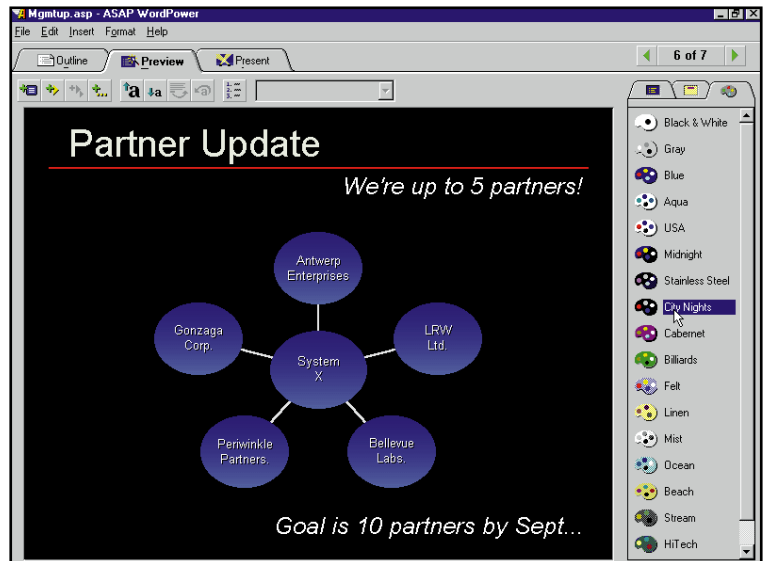 Mgmtup.asp - ASAP WordPower
File Edit Insert Format Help
Outline Preview Present 6 of 7
Partner Update
We're up to 5 partners!
Antwerp
Enterprises
Gonzaga
Corp.
LRW
Ltd.
System
X
Periwinkle
Partners.
Bellevue
Labs.
Goal is 10 partners by Sept...
Black & White
Gray
Blue
Aqua
USA
Midnight
Stainless Steel
City Nights
Cabernet
Billiards
Felt
Linen
Mist
Ocean
Beach
Stream
HiTech